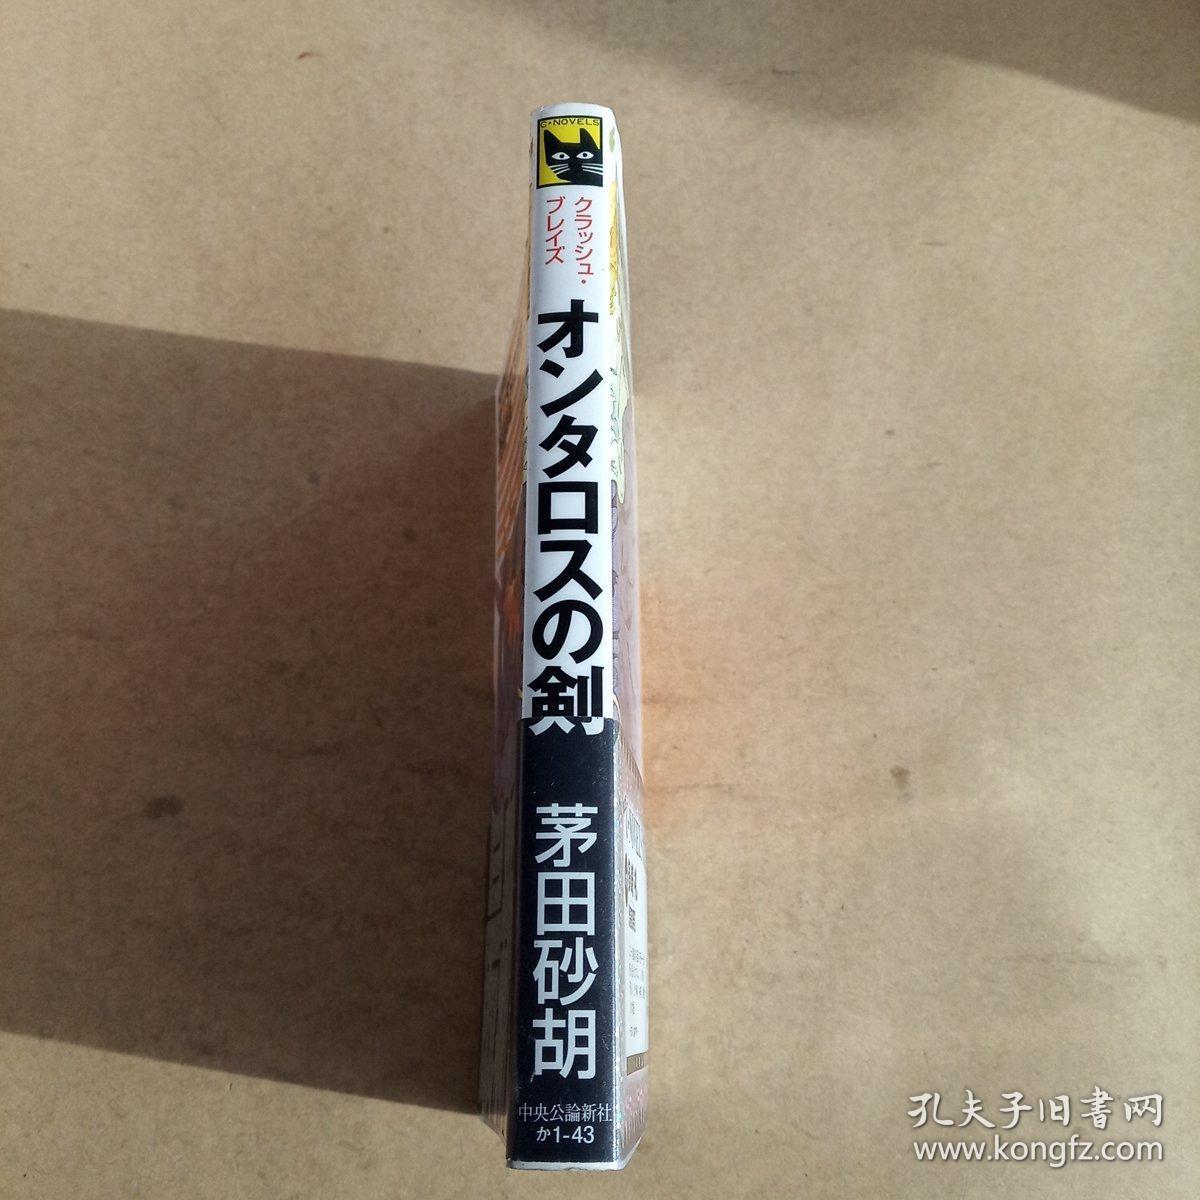 C★NOVELS
クラッシュ・
ブレイズ
オンタロスの剣
茅田砂胡
中央公論新社
か1-43
孔夫子旧書网
www.kongfz.com